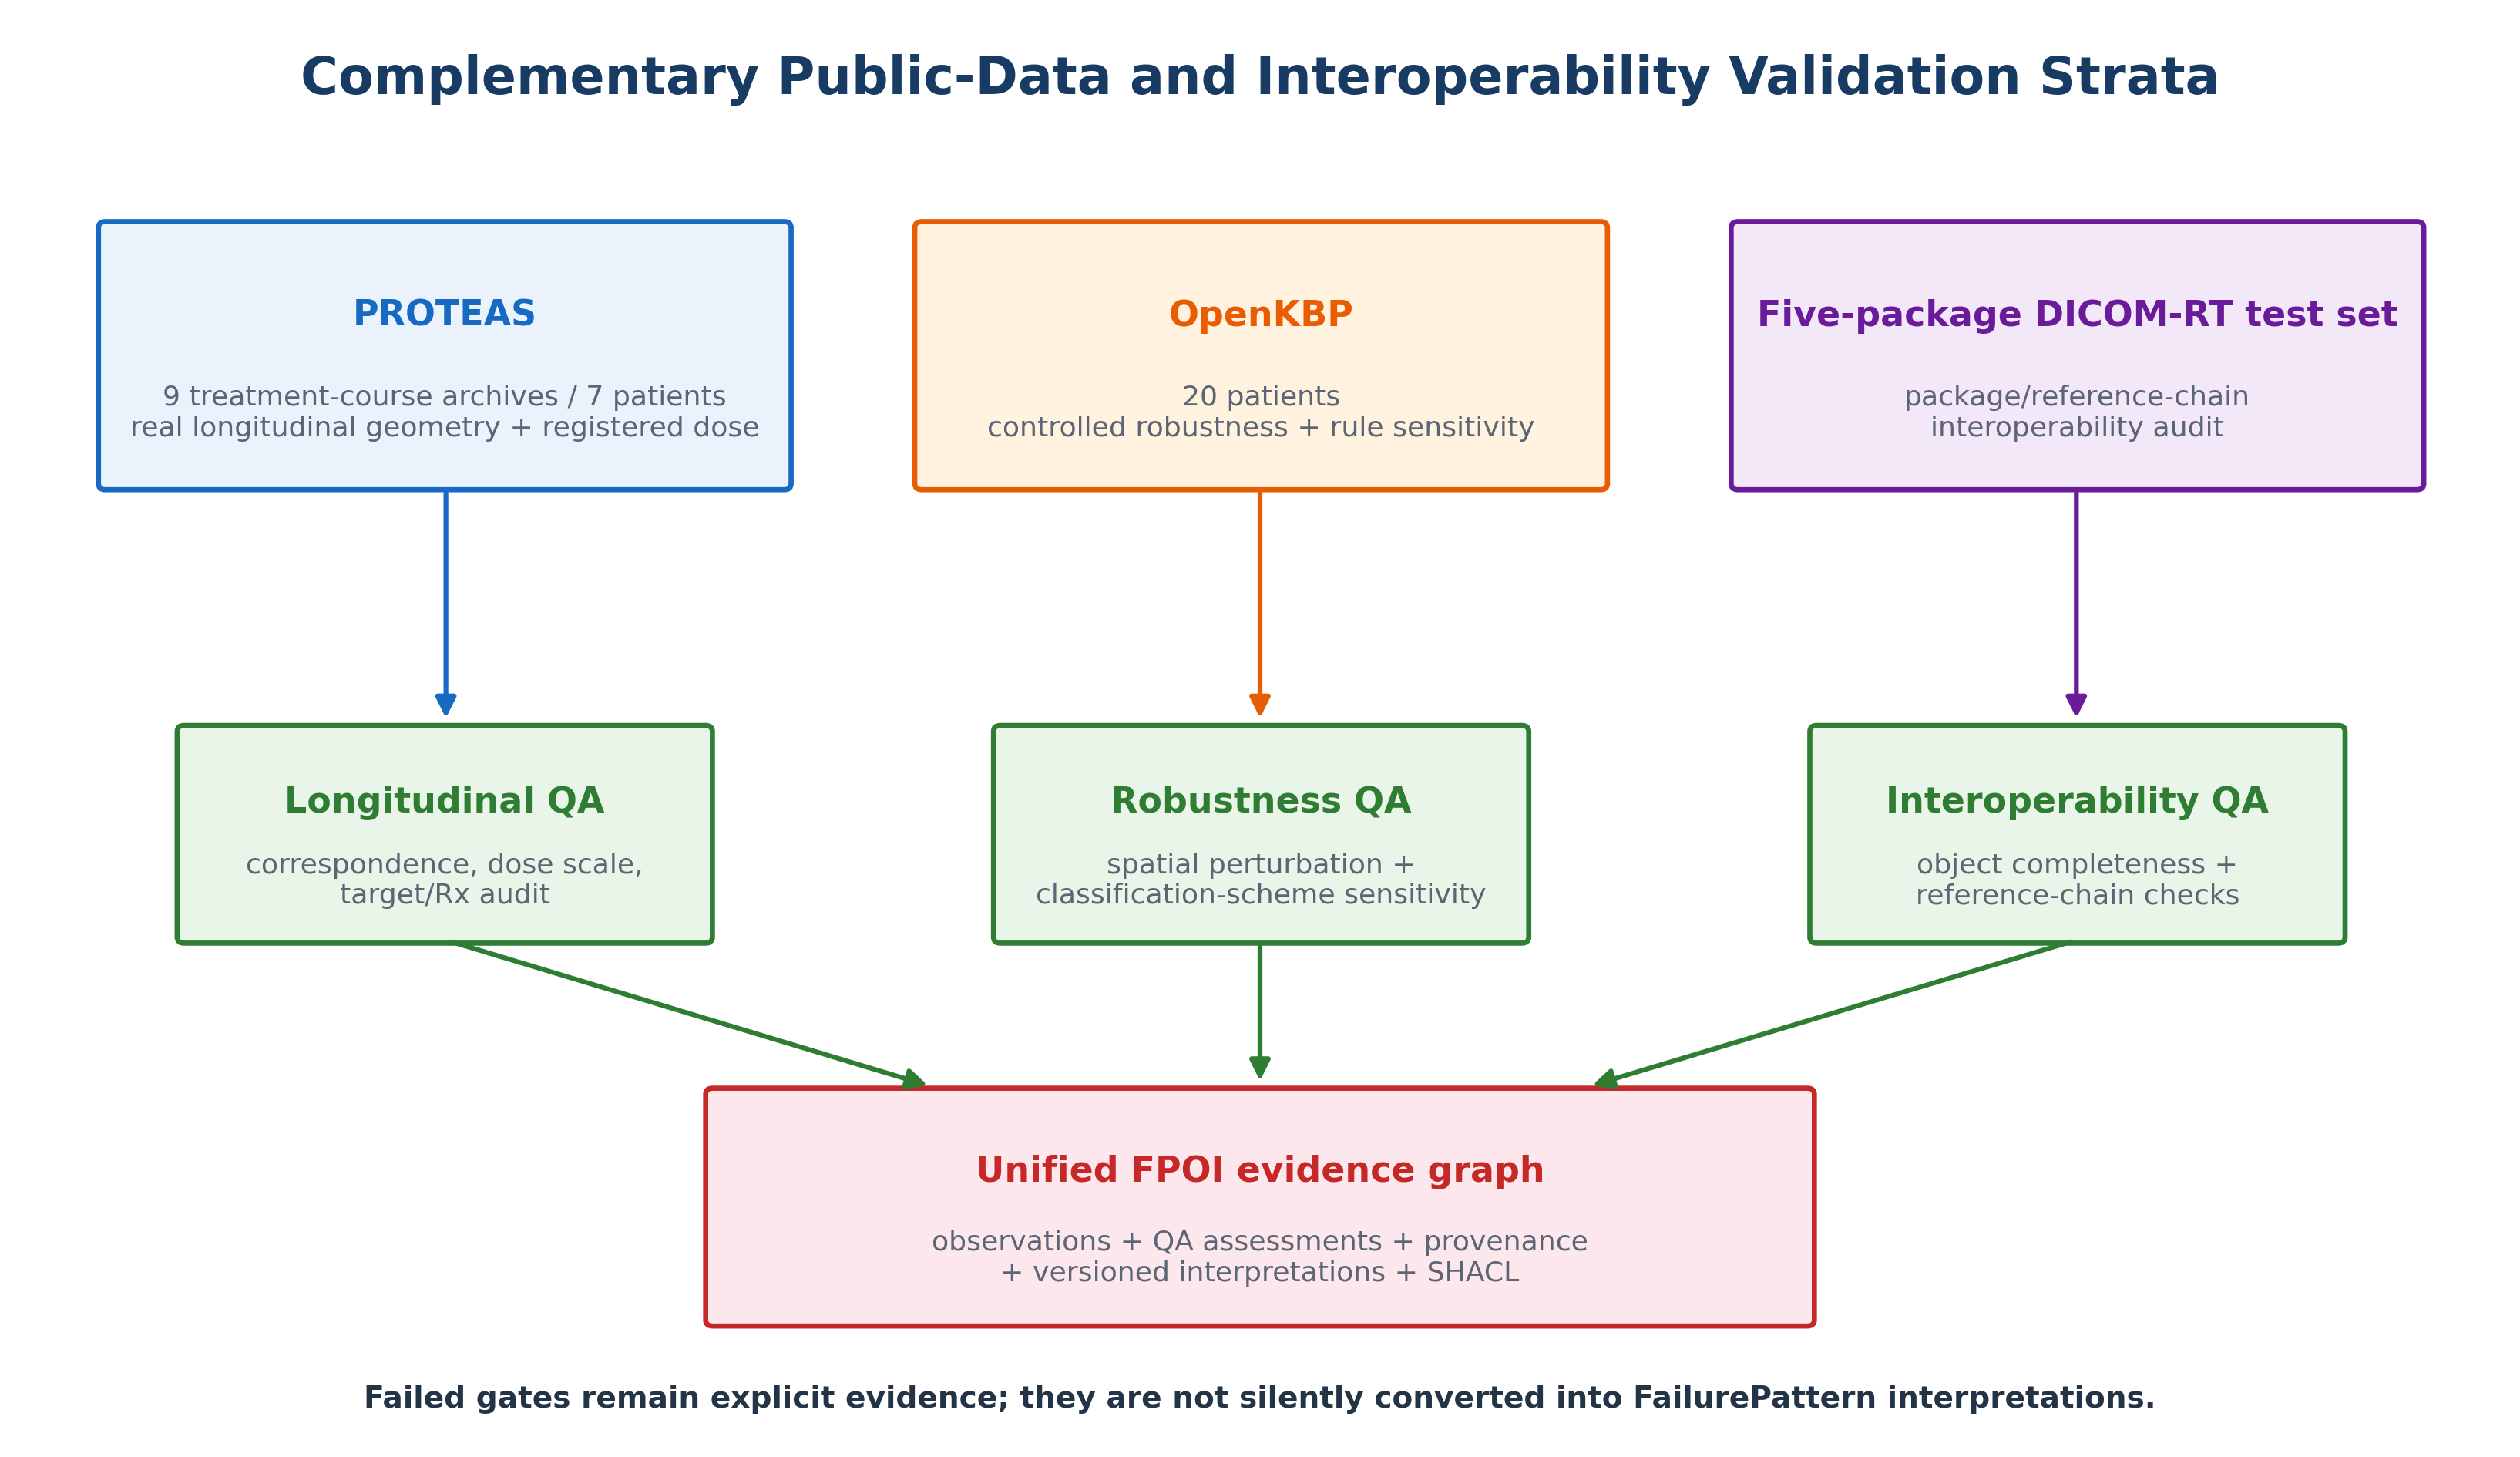 Complementary Public-Data and Interoperability Validation Strata
PROTEAS
9 treatment-course archives / 7 patients
real longitudinal geometry + registered dose
OpenKBP
20 patients
controlled robustness + rule sensitivity
Five-package DICOM-RT test set
package/reference-chain
interoperability audit
Longitudinal QA
correspondence, dose scale,
target/Rx audit
Robustness QA
spatial perturbation +
classification-scheme sensitivity
Interoperability QA
object completeness +
reference-chain checks
Unified FPOI evidence graph
observations + QA assessments + provenance
+ versioned interpretations + SHACL
Failed gates remain explicit evidence; they are not silently converted into FailurePattern interpretations.